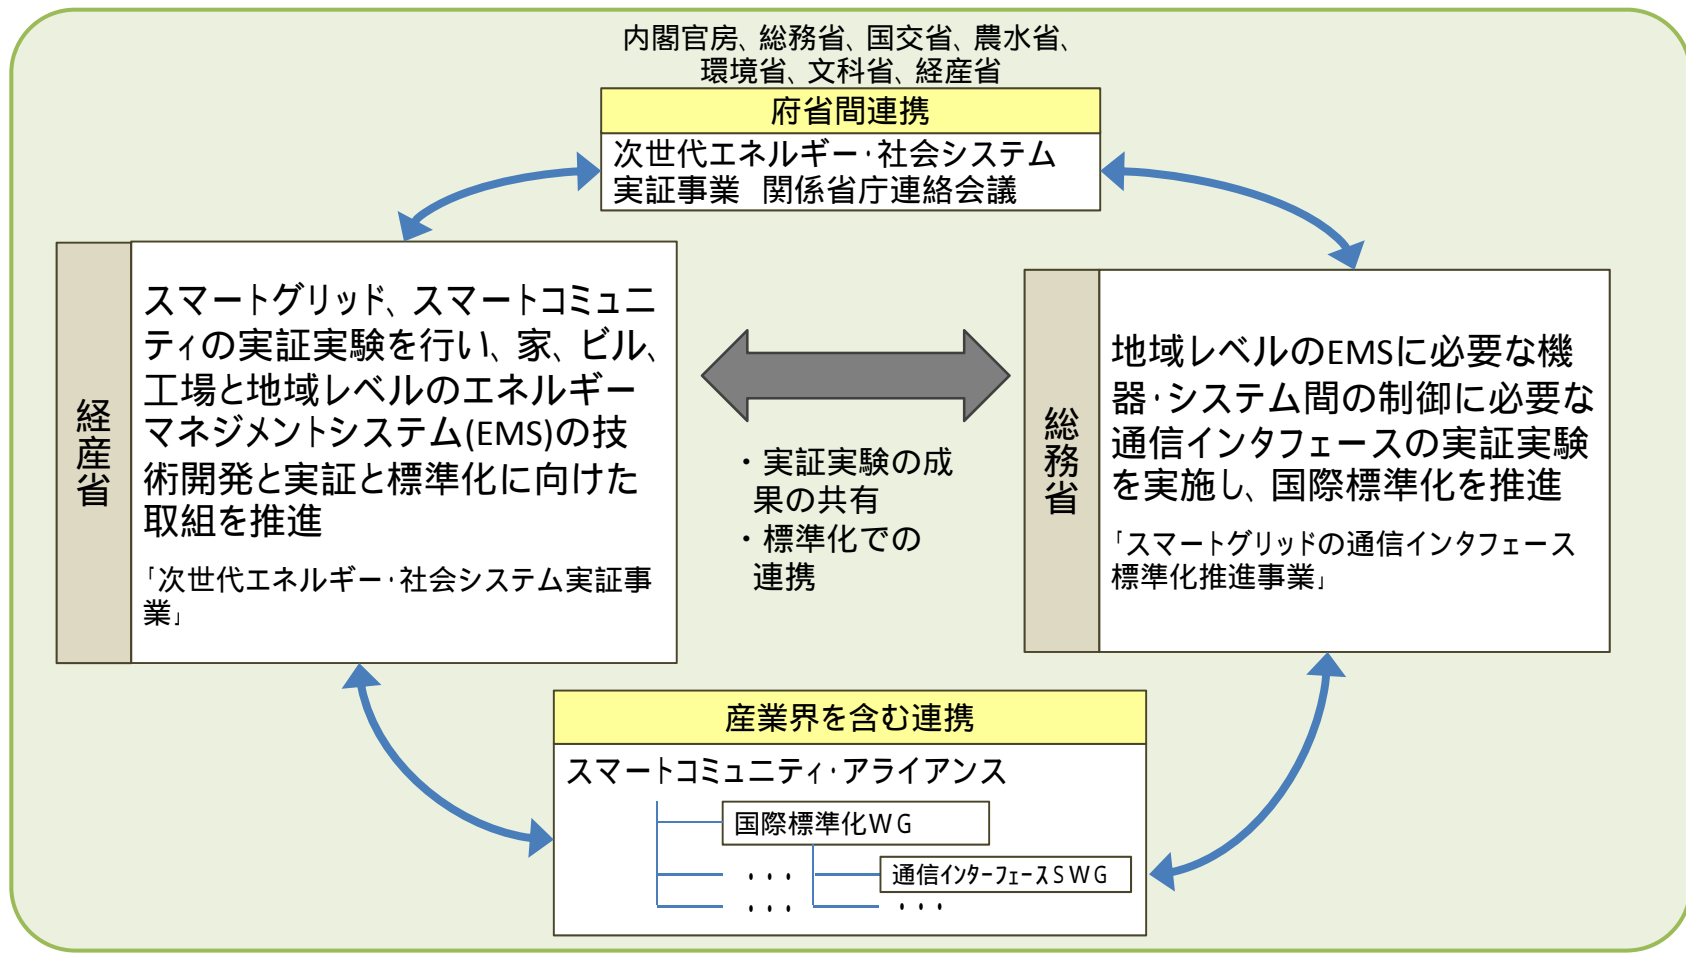 内閣官房、総務省、国交省、農水省、
環境省、文科省、経産省
府省間連携
次世代エネルギー・社会システム
実証事業　関係省庁連絡会議
経産省
スマートグリッド、スマートコミュニ
ティの実証実験を行い、家、ビル、
工場と地域レベルのエネルギー
マネジメントシステム(EMS)の技
術開発と実証と標準化に向けた
取組を推進
「次世代エネルギー・社会システム実証事
業」
・実証実験の成
果の共有
・標準化での
連携
総務省
地域レベルのEMSに必要な機
器・システム間の制御に必要な
通信インタフェースの実証実験
を実施し、国際標準化を推進
「スマートグリッドの通信インタフェース
標準化推進事業」
産業界を含む連携
スマートコミュニティ・アライアンス
国際標準化WG
・・・
通信インターフェースSWG
・・・
・・・